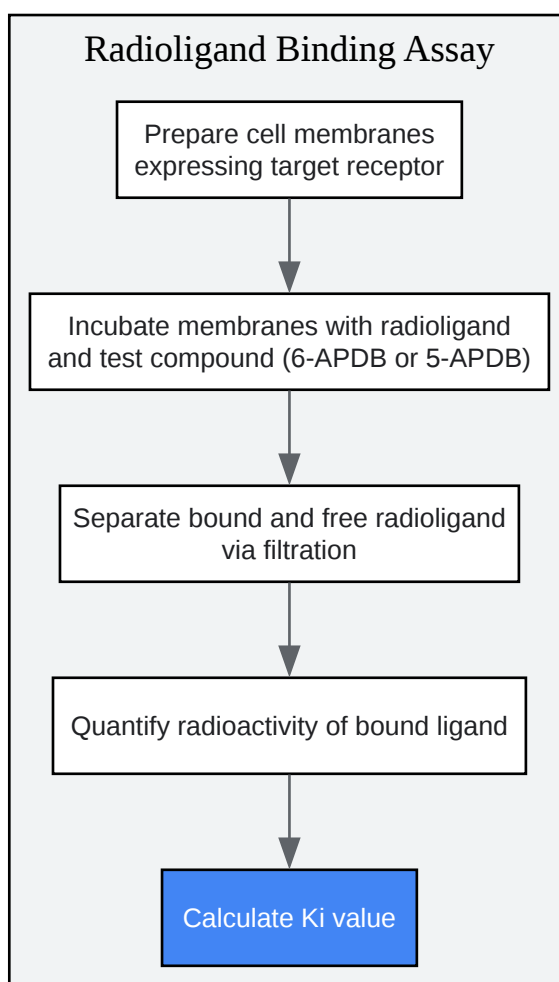 Radioligand Binding Assay
Prepare cell membranes
expressing target receptor
Incubate membranes with radioligand
and test compound (6-APDB or 5-APDB)
Separate bound and free radioligand
via filtration
Quantify radioactivity of bound ligand
Calculate Ki value